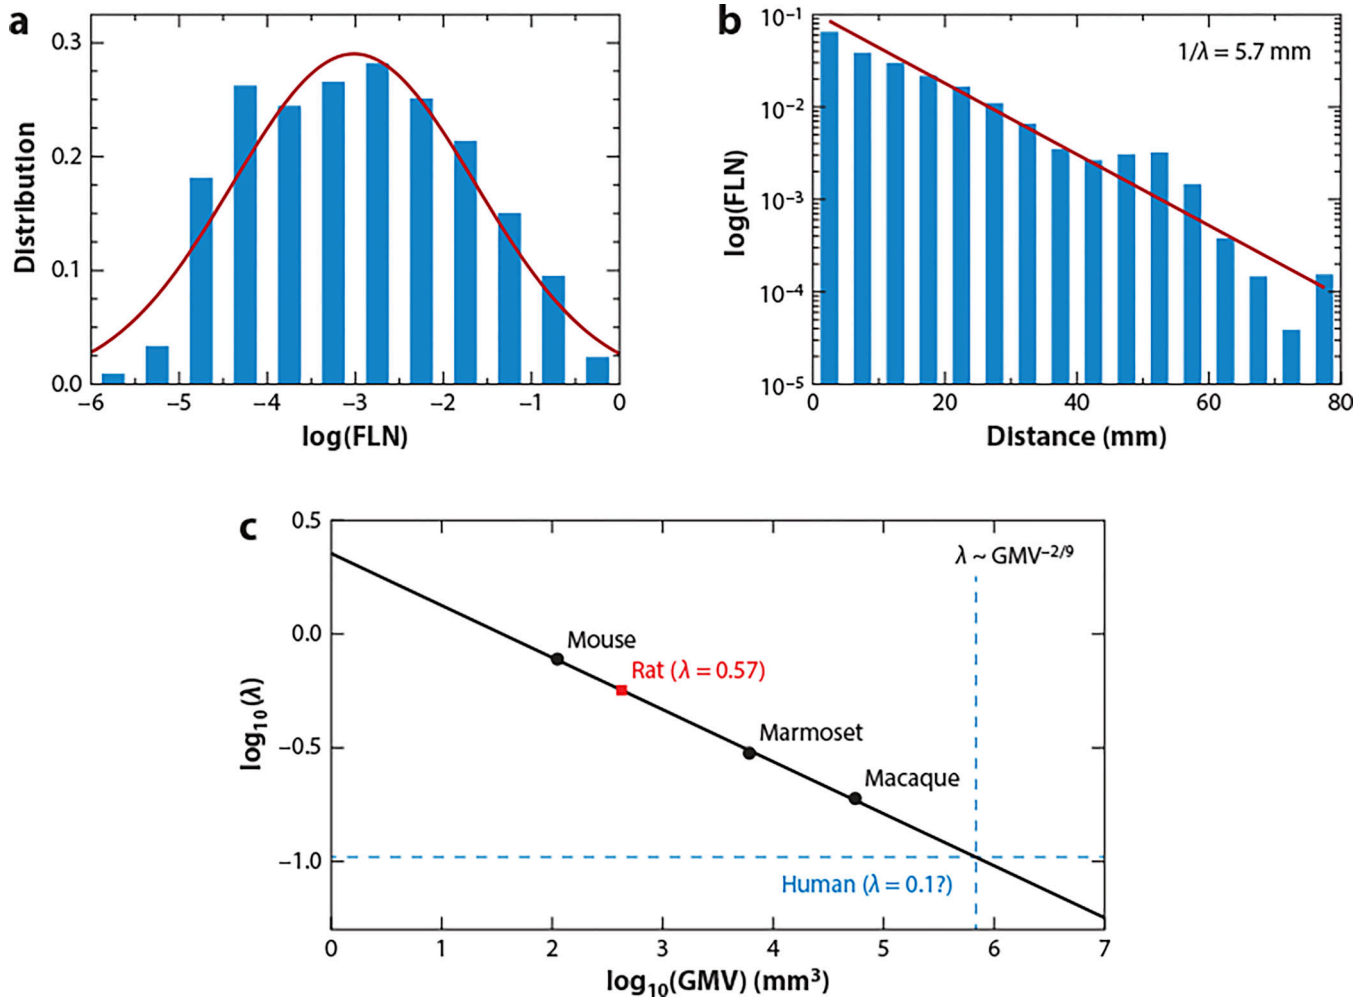 a
0.3
0.2
0.1
0.0
Distribution
−6 −5 −4 −3 −2 −1 0
log(FLN)
b
10−1
10−2
10−3
10−4
10−5
log(FLN)
1/λ = 5.7 mm
0 20 40 60 80
Distance (mm)
c
0.5
0.0
−0.5
−1.0
log10(λ)
λ ~ GMV−2/9
Mouse
Rat (λ = 0.57)
Marmoset
Macaque
Human (λ = 0.1?)
0 1 2 3 4 5 6 7
log10(GMV) (mm3)